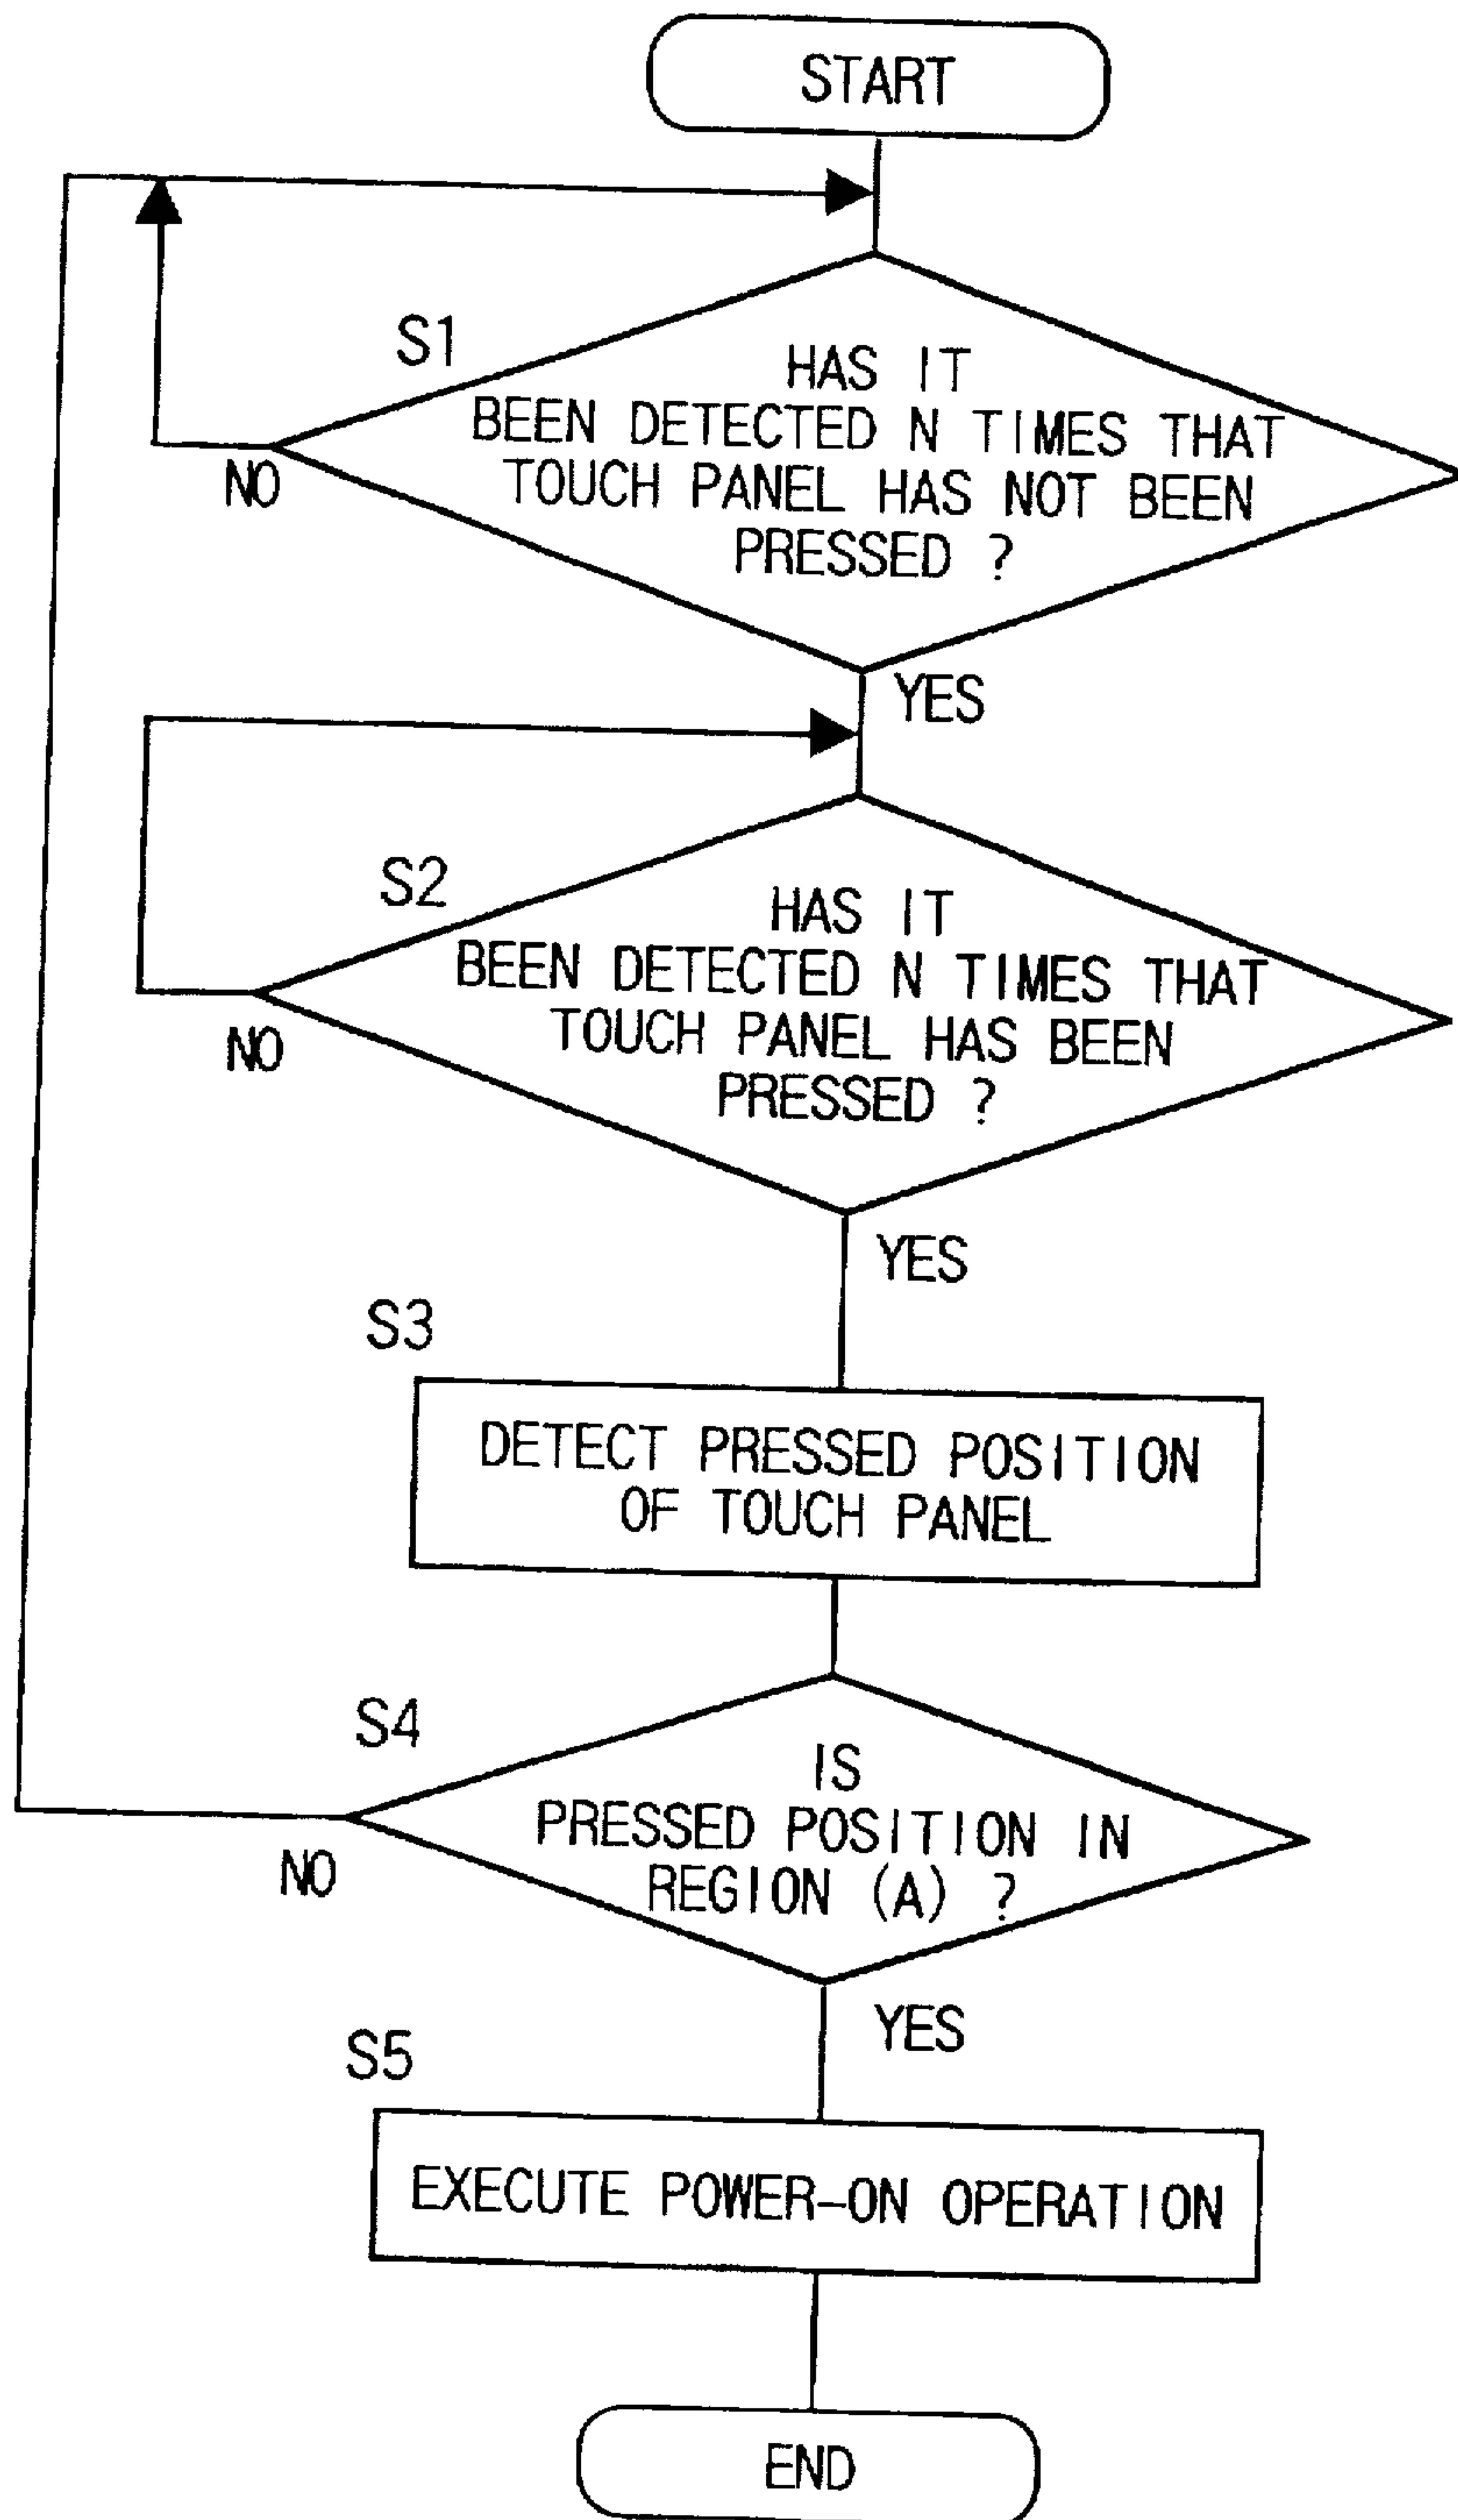 START
S1
HAS IT
BEEN DETECTED N TIMES THAT
TOUCH PANEL HAS NOT BEEN
PRESSED ?
NO
YES
S2
HAS IT
BEEN DETECTED N TIMES THAT
TOUCH PANEL HAS BEEN
PRESSED ?
NO
YES
S3
DETECT PRESSED POSITION
OF TOUCH PANEL
S4
IS
PRESSED POSITION IN
REGION (A) ?
NO
YES
S5
EXECUTE POWER-ON OPERATION
END